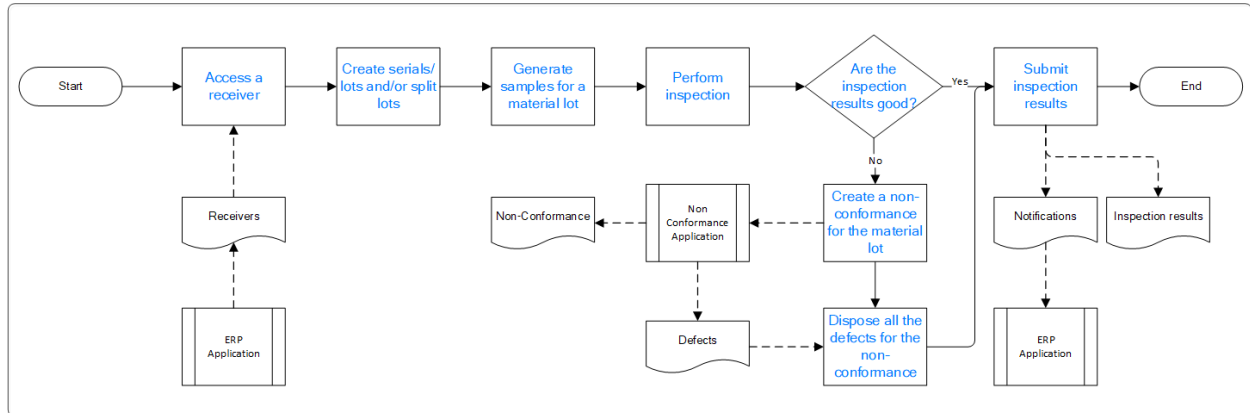 Start
Access a
receiver
Create serials/
lots and/or split
lots
Generate
samples for a
material lot
Perform
inspection
Are the
inspection
results good?
Yes
Submit
inspection
results
End
No
Receivers
Non-Conformance
Non
Conformance
Application
Create a non-
conformance
for the material
lot
Notifications
Inspection results
ERP
Application
Defects
Dispose all the
defects for the
non-
conformance
ERP
Application